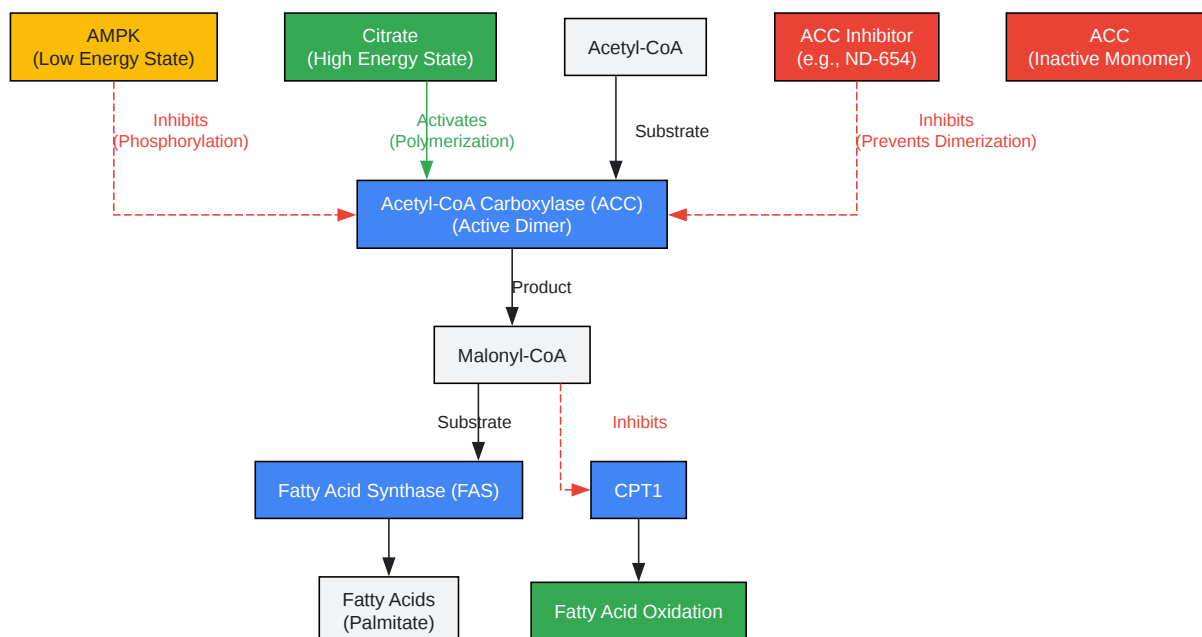 AMPK
(Low Energy State)
Citrate
(High Energy State)
Acetyl-CoA
ACC Inhibitor
(e.g., ND-654)
ACC
(Inactive Monomer)
Inhibits
(Phosphorylation)
Activates
(Polymerization)
Substrate
Inhibits
(Prevents Dimerization)
Acetyl-CoA Carboxylase (ACC)
(Active Dimer)
Product
Malonyl-CoA
Substrate
Inhibits
Fatty Acid Synthase (FAS)
CPT1
Fatty Acids
(Palmitate)
Fatty Acid Oxidation